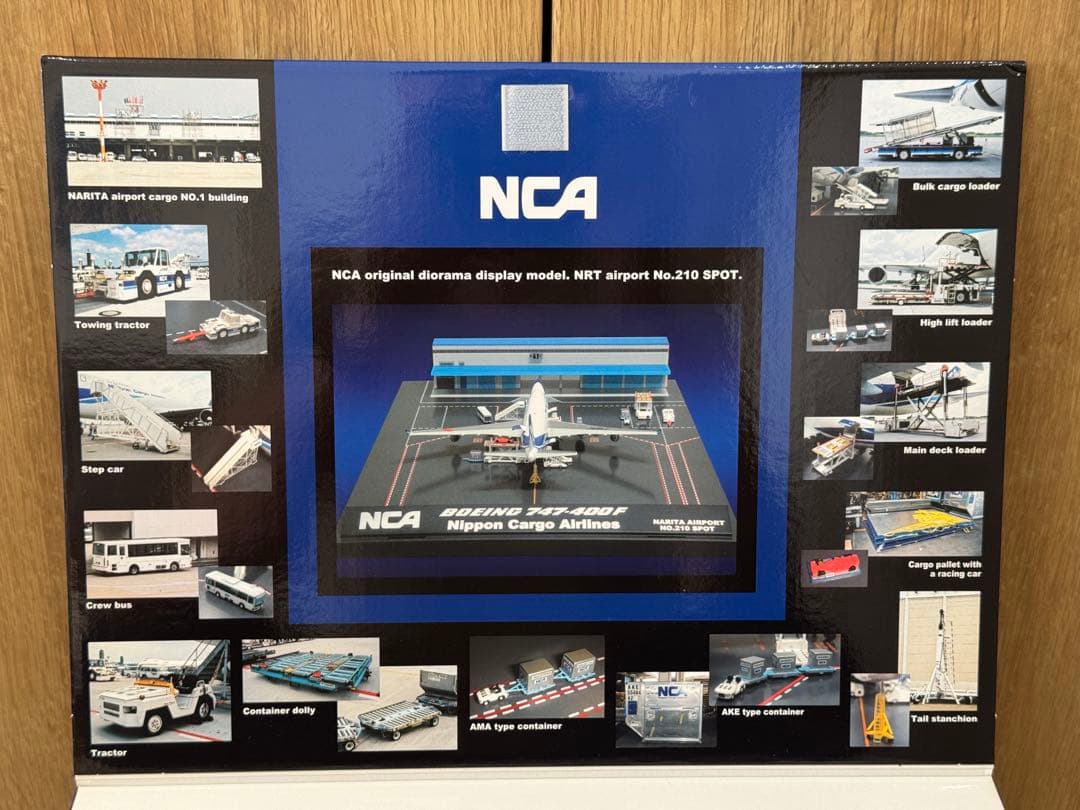 NCA
NCA original diorama display model. NRT airport No.210 SPOT.
210
NCA
BOEING 747-400F
Nippon Cargo Airlines
NARITA AIRPORT
NO.210 SPOT
NARITA airport cargo NO.1 building
Towing tractor
Step car
Crew bus
Tractor
Container dolly
AMA type container
AKE
NCA
AKE type container
Bulk cargo loader
High lift loader
Main deck loader
Cargo pallet with
a racing car
Tail stanchion